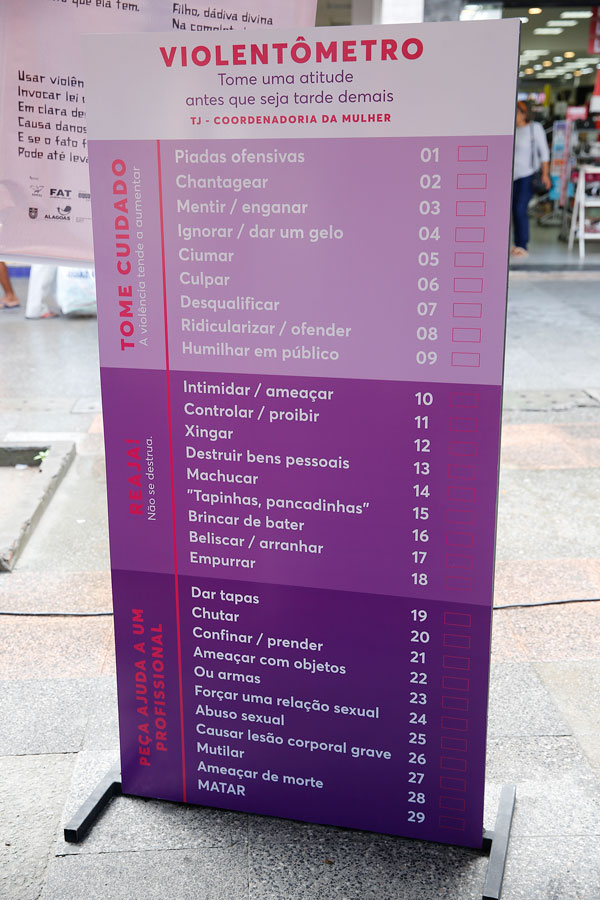 que ela tem.
Filho, dádiva divina
Usar violên
Invocar lei
Em clara de
Causa danos
E se o fato
Pode até leva
FAT
ALAGOAS
VIOLENTÔMETRO
Tome uma atitude
antes que seja tarde demais
TJ - COORDENADORIA DA MULHER
TOME CUIDADO
A violência tende a aumentar
Piadas ofensivas 01
Chantagear 02
Mentir / enganar 03
Ignorar / dar um gelo 04
Ciumar 05
Culpar 06
Desqualificar 07
Ridicularizar / ofender 08
Humilhar em público 09
REAJA!
Não se destrua.
Intimidar / ameaçar 10
Controlar / proibir 11
Xingar 12
Destruir bens pessoais 13
Machucar 14
"Tapinhas, pancadinhas" 15
Brincar de bater 16
Beliscar / arranhar 17
Empurrar 18
PEÇA AJUDA A UM
PROFISSIONAL
Dar tapas 19
Chutar 20
Confinar / prender 21
Ameaçar com objetos 22
Ou armas 23
Forçar uma relação sexual 24
Abuso sexual 25
Causar lesão corporal grave 26
Mutilar 27
Ameaçar de morte 28
MATAR 29